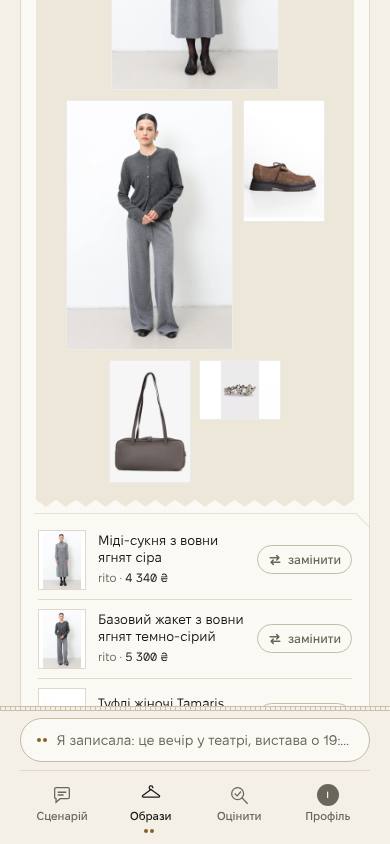 Міді-сукня з вовни
ягнят сіра
rito · 4 340 ₴
замінити
Базовий жакет з вовни
ягнят темно-сірий
rito · 5 300 ₴
замінити
Туфлі жіночі Tamaris
Я записала: це вечір у театрі, вистава о 19:...
Сценарій
Образи
Оцінити
І
Профіль